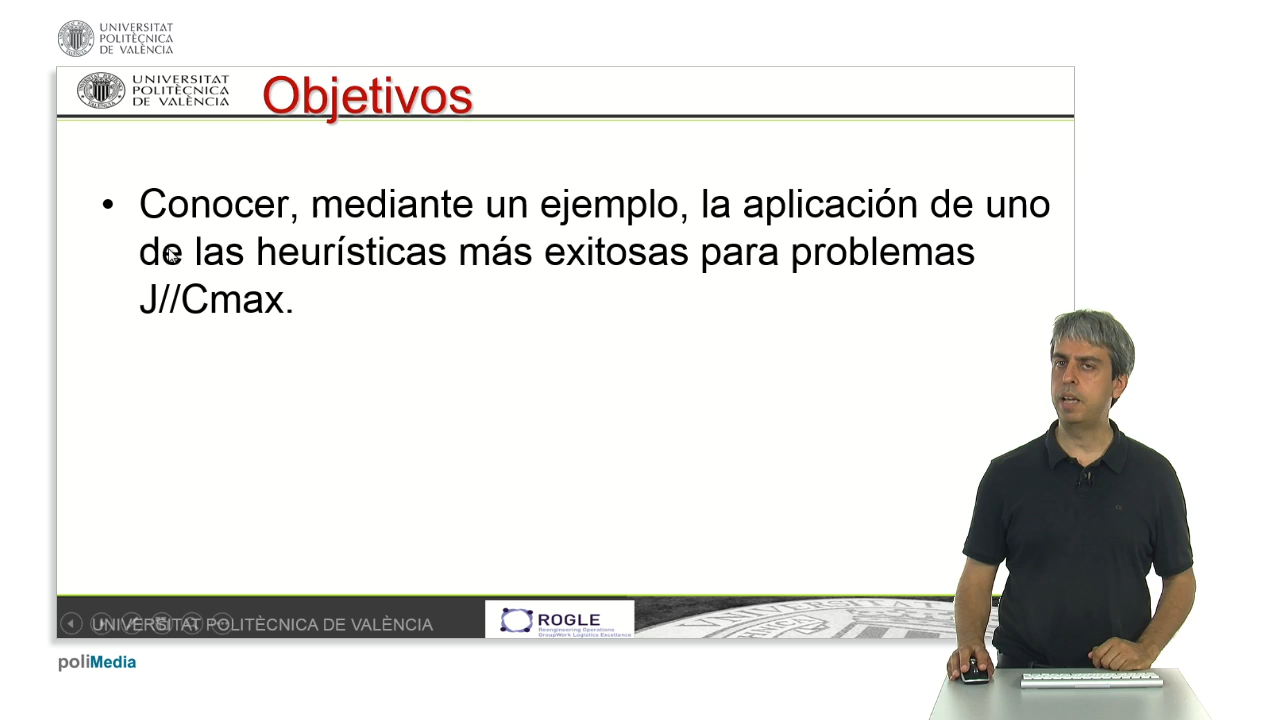 UNIVERSITAT
POLITÈCNICA
DE VALÈNCIA
UNIVERSITAT
POLITÈCNICA
DE VALÈNCIA
Objetivos
• Conocer, mediante un ejemplo, la aplicación de uno
de las heurísticas más exitosas para problemas
J//Cmax.
UNIVERSITAT POLITÈCNICA DE VALÈNCIA
ROGLE
Reengineering Operations
GroupWork Logistics Excellence
poliMedia